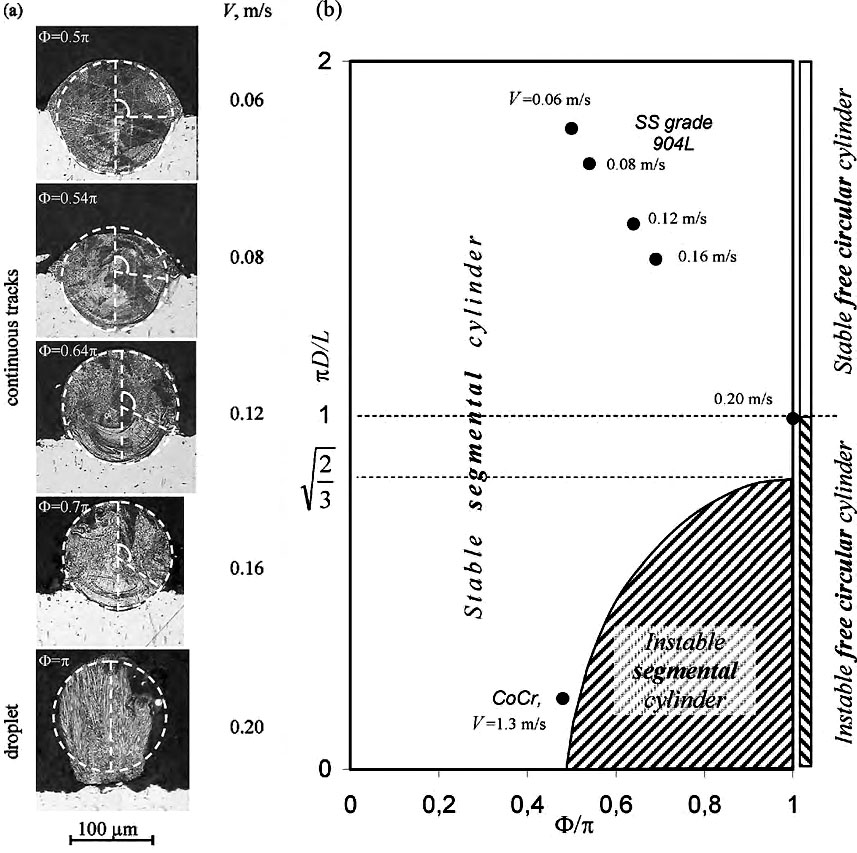 (a)
V, m/s
Φ=0.5π
0.06
Φ=0.54π
0.08
Φ=0.64π
0.12
Φ=0.7π
0.16
Φ=π
0.20
continuous tracks
droplet
100 μm
(b)
2
V=0.06 m/s
SS grade
904L
0.08 m/s
0.12 m/s
0.16 m/s
πD/L
0.20 m/s
1
√2/3
Stable segmental cylinder
Instable
segmental
cylinder
CoCr,
V=1.3 m/s
0
0
0,2
0,4
0,6
0,8
1
Φ/π
Stable free circular cylinder
Instable free circular cylinder